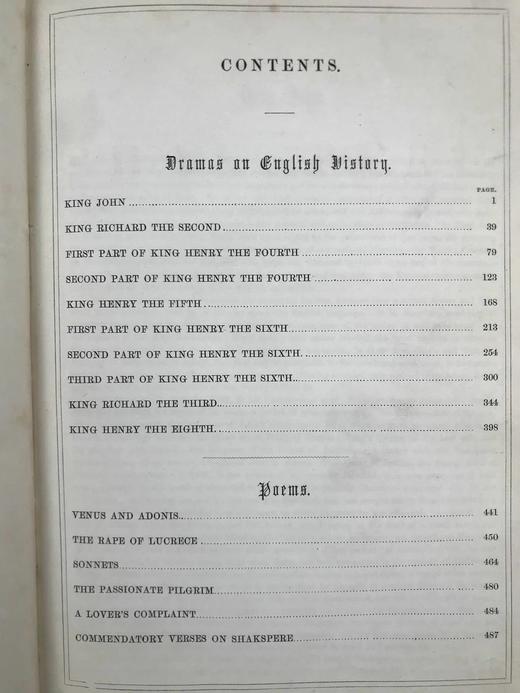 CONTENTS.
Dramas on English History.
PAGE.
KING JOHN 1
KING RICHARD THE SECOND 39
FIRST PART OF KING HENRY THE FOURTH 79
SECOND PART OF KING HENRY THE FOURTH 123
KING HENRY THE FIFTH 168
FIRST PART OF KING HENRY THE SIXTH 213
SECOND PART OF KING HENRY THE SIXTH 254
THIRD PART OF KING HENRY THE SIXTH 300
KING RICHARD THE THIRD 344
KING HENRY THE EIGHTH 398
Poems.
VENUS AND ADONIS 441
THE RAPE OF LUCRECE 450
SONNETS 464
THE PASSIONATE PILGRIM 480
A LOVER'S COMPLAINT 484
COMMENDATORY VERSES ON SHAKSPERE 487